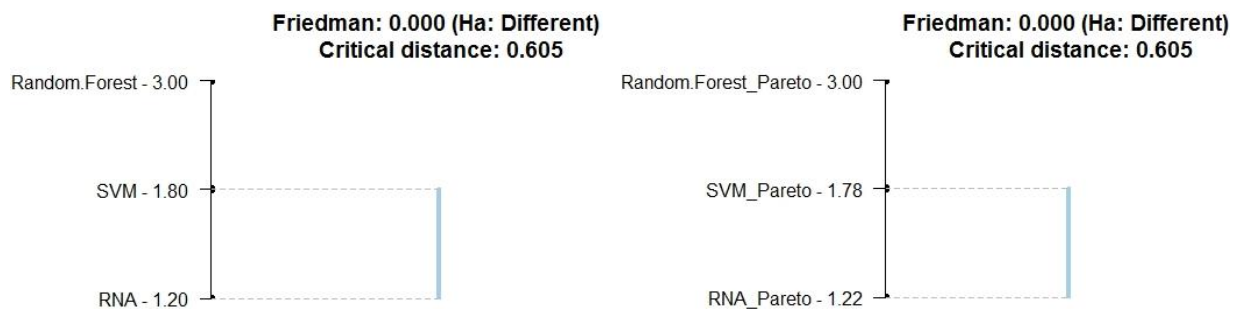 Friedman: 0.000 (Ha: Different)
Critical distance: 0.605
Random.Forest - 3.00
SVM - 1.80
RNA - 1.20
Friedman: 0.000 (Ha: Different)
Critical distance: 0.605
Random.Forest_Pareto - 3.00
SVM_Pareto - 1.78
RNA_Pareto - 1.22